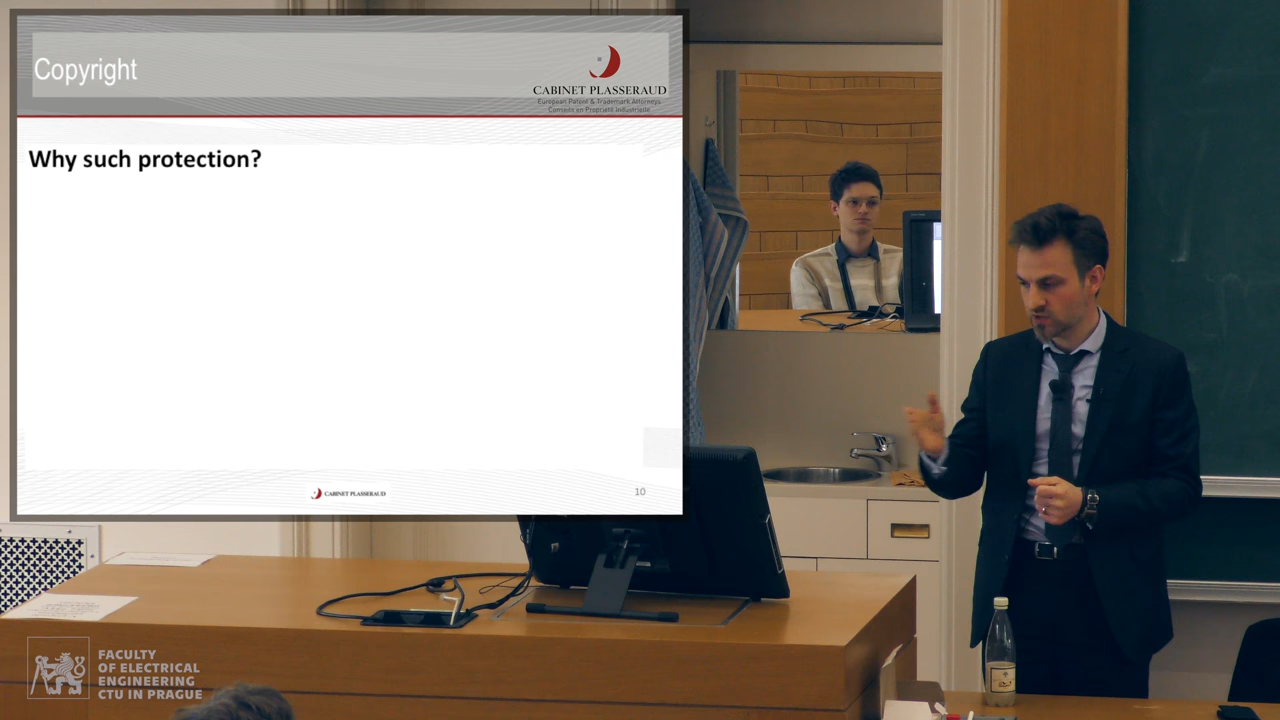 Copyright
CABINET PLASSERAUD
European Patent & Trademark Attorneys
Conseils en Propriété Industrielle
Why such protection?
CABINET PLASSERAUD
10
FACULTY
OF ELECTRICAL
ENGINEERING
CTU IN PRAGUE